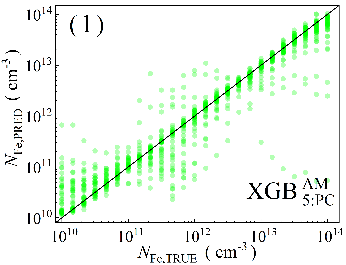 (1)
10^14
10^13
10^12
10^11
10^10
N_Fe,PRED ( cm^-3 )
XGB AM
5:PC
10^10 10^11 10^12 10^13 10^14
N_Fe,TRUE ( cm^-3 )